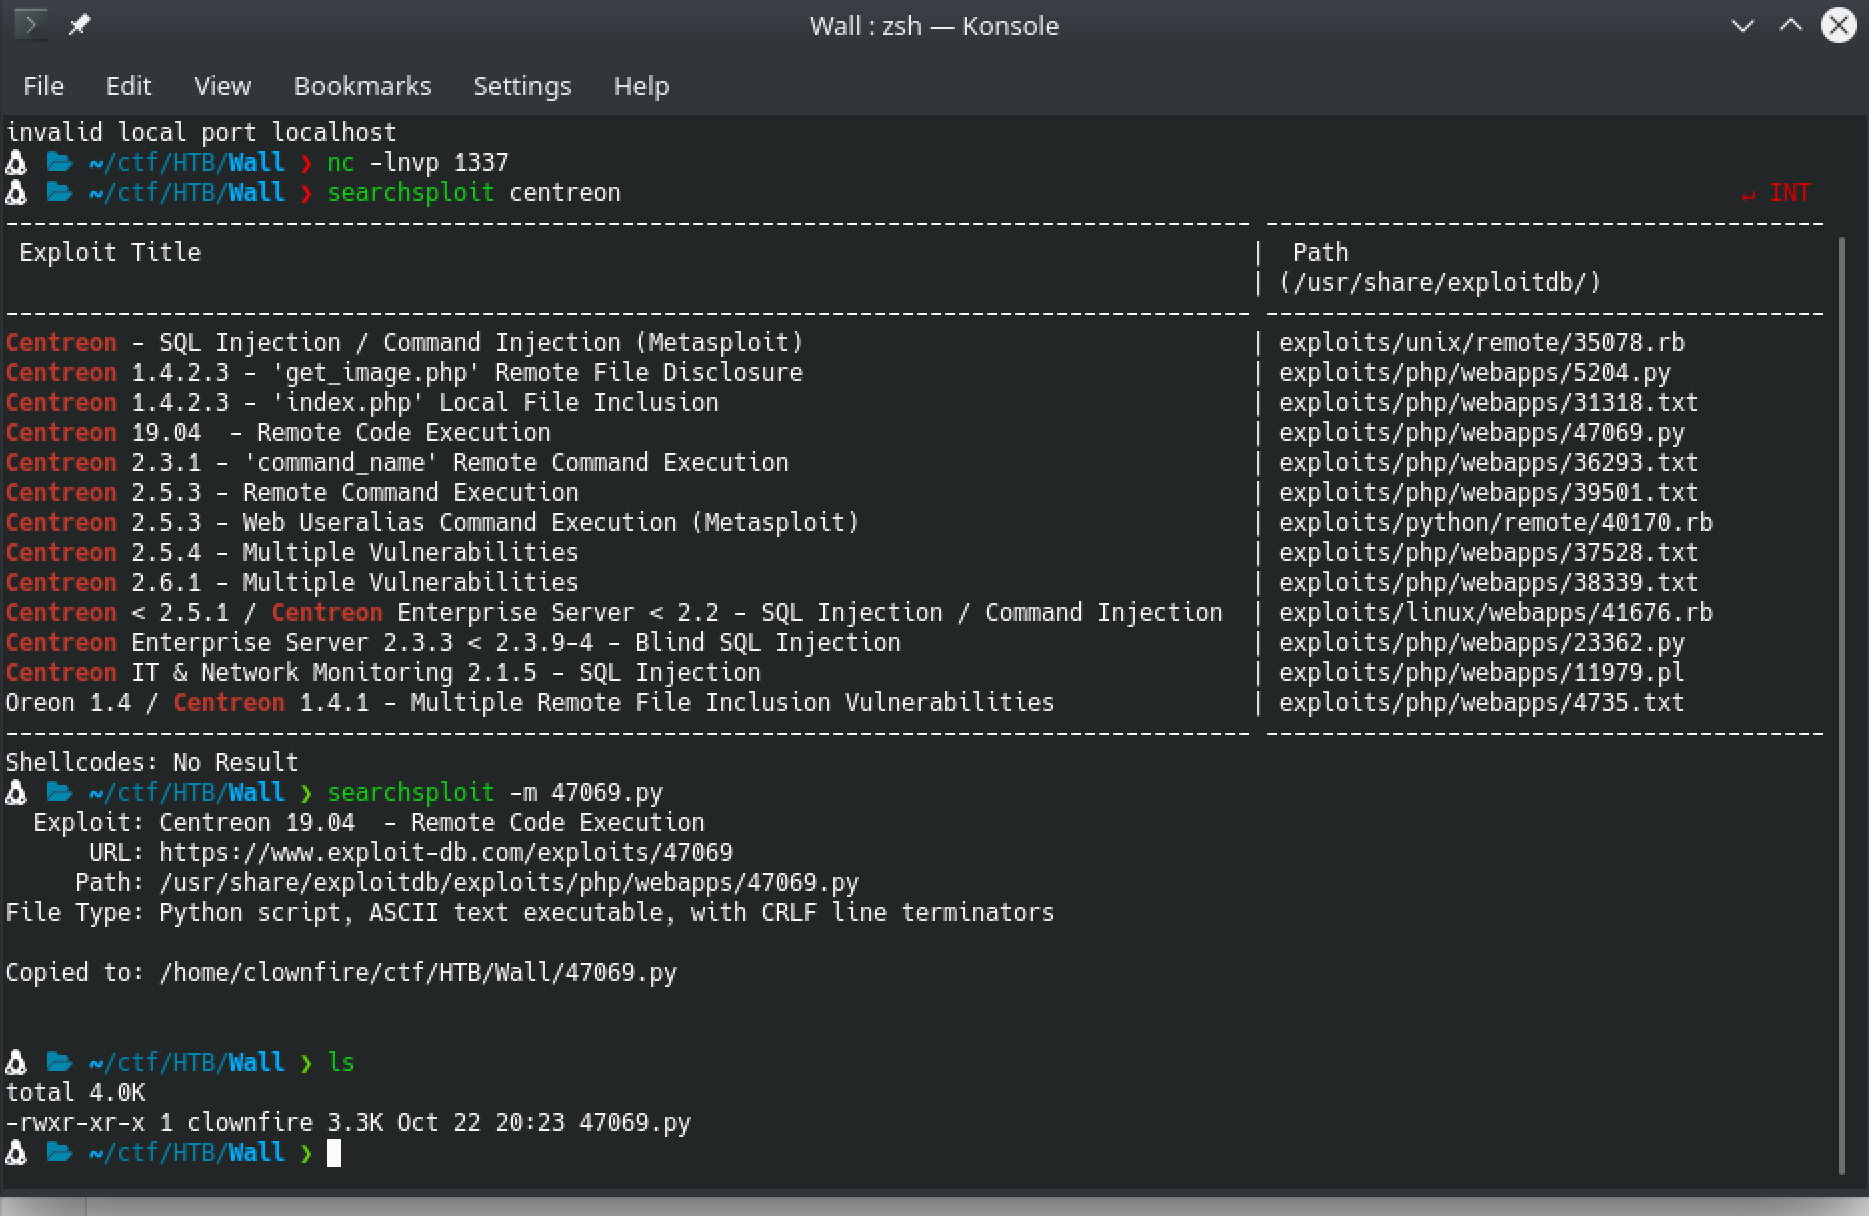 Wall : zsh — Konsole
File Edit View Bookmarks Settings Help
invalid local port localhost
~/ctf/HTB/Wall ❯ nc -lnvp 1337
~/ctf/HTB/Wall ❯ searchsploit centreon ↵ INT
---------------------------------------------------------------------------------------- ----------------------------------------
Exploit Title | Path
| (/usr/share/exploitdb/)
---------------------------------------------------------------------------------------- ----------------------------------------
Centreon - SQL Injection / Command Injection (Metasploit) | exploits/unix/remote/35078.rb
Centreon 1.4.2.3 - 'get_image.php' Remote File Disclosure | exploits/php/webapps/5204.py
Centreon 1.4.2.3 - 'index.php' Local File Inclusion | exploits/php/webapps/31318.txt
Centreon 19.04  - Remote Code Execution | exploits/php/webapps/47069.py
Centreon 2.3.1 - 'command_name' Remote Command Execution | exploits/php/webapps/36293.txt
Centreon 2.5.3 - Remote Command Execution | exploits/php/webapps/39501.txt
Centreon 2.5.3 - Web Useralias Command Execution (Metasploit) | exploits/python/remote/40170.rb
Centreon 2.5.4 - Multiple Vulnerabilities | exploits/php/webapps/37528.txt
Centreon 2.6.1 - Multiple Vulnerabilities | exploits/php/webapps/38339.txt
Centreon < 2.5.1 / Centreon Enterprise Server < 2.2 - SQL Injection / Command Injection | exploits/linux/webapps/41676.rb
Centreon Enterprise Server 2.3.3 < 2.3.9-4 - Blind SQL Injection | exploits/php/webapps/23362.py
Centreon IT & Network Monitoring 2.1.5 - SQL Injection | exploits/php/webapps/11979.pl
Oreon 1.4 / Centreon 1.4.1 - Multiple Remote File Inclusion Vulnerabilities | exploits/php/webapps/4735.txt
---------------------------------------------------------------------------------------- ----------------------------------------
Shellcodes: No Result
~/ctf/HTB/Wall ❯ searchsploit -m 47069.py
Exploit: Centreon 19.04  - Remote Code Execution
URL: https://www.exploit-db.com/exploits/47069
Path: /usr/share/exploitdb/exploits/php/webapps/47069.py
File Type: Python script, ASCII text executable, with CRLF line terminators
Copied to: /home/clownfire/ctf/HTB/Wall/47069.py
~/ctf/HTB/Wall ❯ ls
total 4.0K
-rwxr-xr-x 1 clownfire 3.3K Oct 22 20:23 47069.py
~/ctf/HTB/Wall ❯